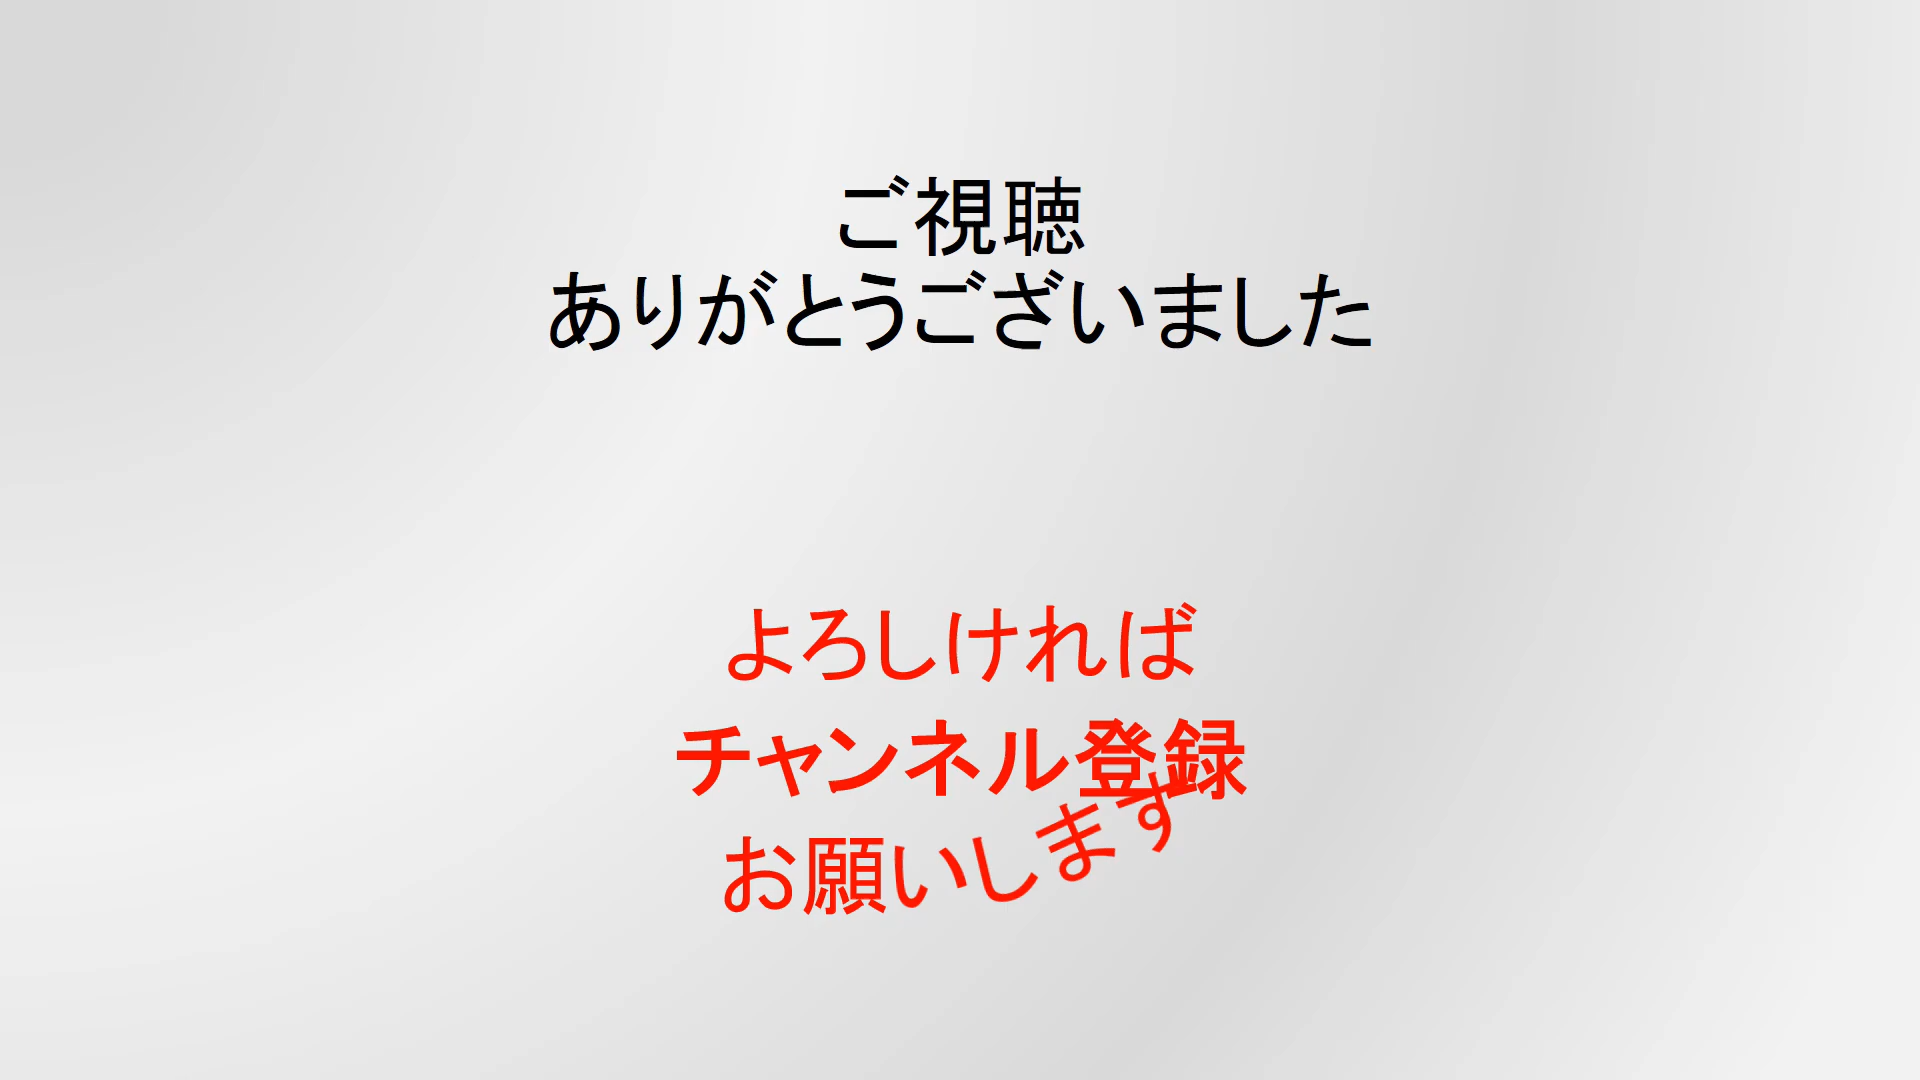 ご視聴
ありがとうございました
よろしければ
チャンネル登録
お願いします